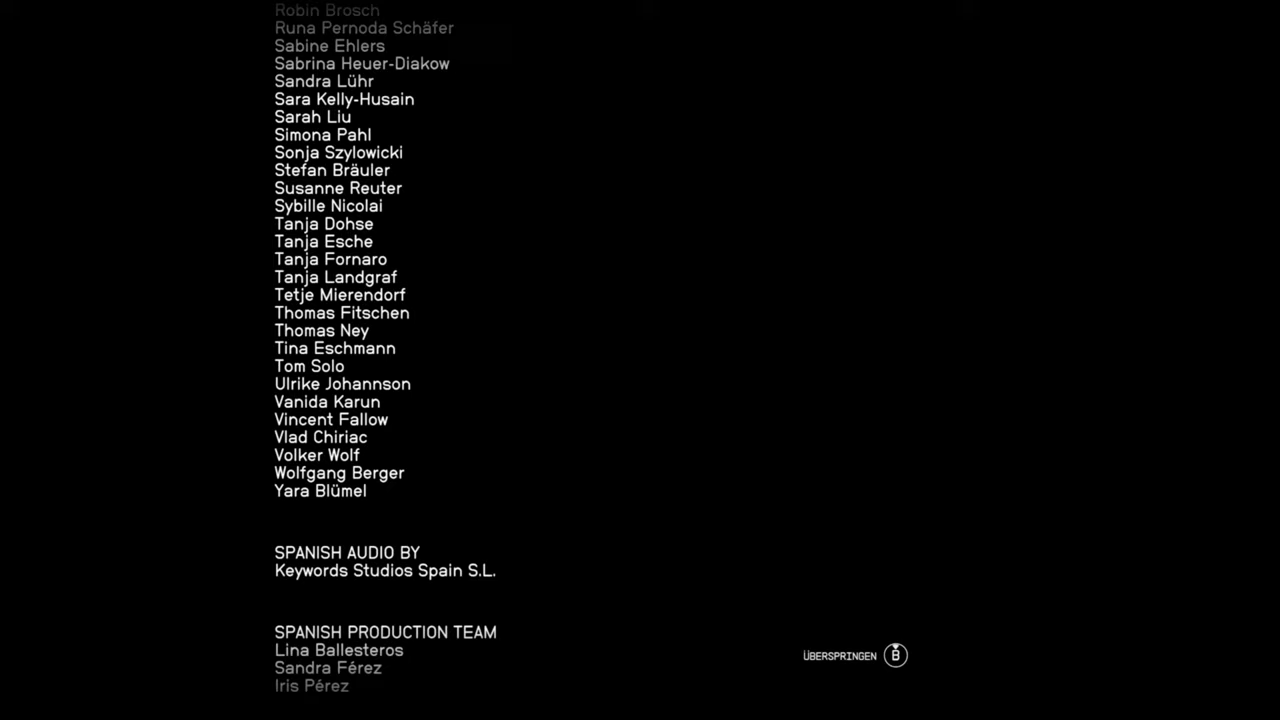 Robin Brosch
Runa Pernoda Schäfer
Sabine Ehlers
Sabrina Heuer-Diakow
Sandra Lühr
Sara Kelly-Husain
Sarah Liu
Simona Pahl
Sonja Szylowicki
Stefan Bräuler
Susanne Reuter
Sybille Nicolai
Tanja Dohse
Tanja Esche
Tanja Fornaro
Tanja Landgraf
Tetje Mierendorf
Thomas Fitschen
Thomas Ney
Tina Eschmann
Tom Solo
Ulrike Johannson
Vanida Karun
Vincent Fallow
Vlad Chiriac
Volker Wolf
Wolfgang Berger
Yara Blümel
SPANISH AUDIO BY
Keywords Studios Spain S.L.
SPANISH PRODUCTION TEAM
Lina Ballesteros
Sandra Férez
Iris Pérez
ÜBERSPRINGEN B